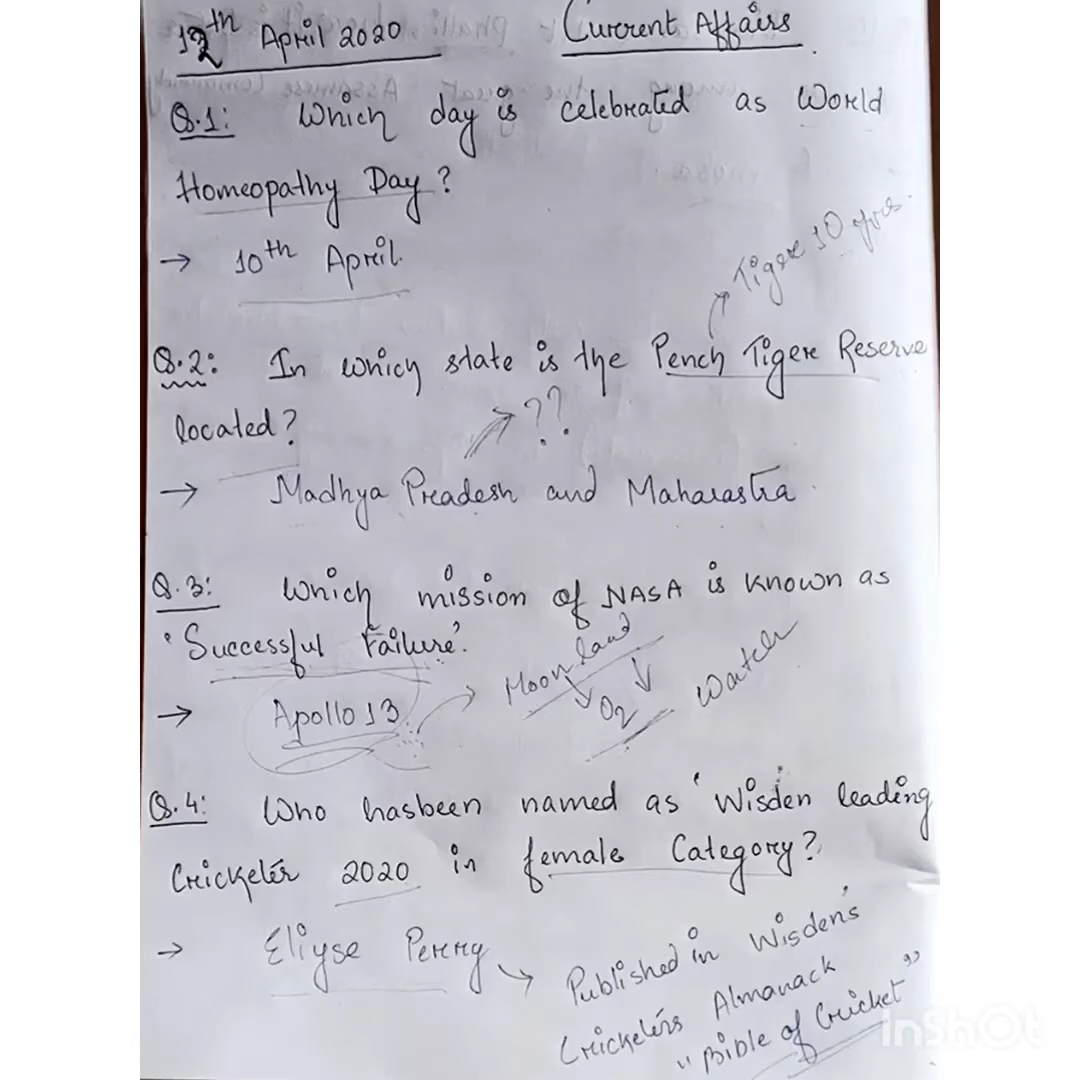 12th April 2020 Current Affairs
Q.1: Which day is celebrated as World
Homeopathy Day?
→ 10th April.
→ Tiger 10 yrs.
Q.2: In which state is the Pench Tiger Reserve
located?
→ ??
→ Madhya Pradesh and Maharastra
Q.3: Which mission of NASA is known as
'Successful Failure'.
→ Apollo 13 → Moon land
↓ O2 ↓ Water
Q.4: Who hasbeen named as 'Wisden leading
Cricketer 2020 in female Category?
→ Eliyse Perry → Published in Wisden's
Cricketers Almanack
"Bible of Cricket"
InShOt